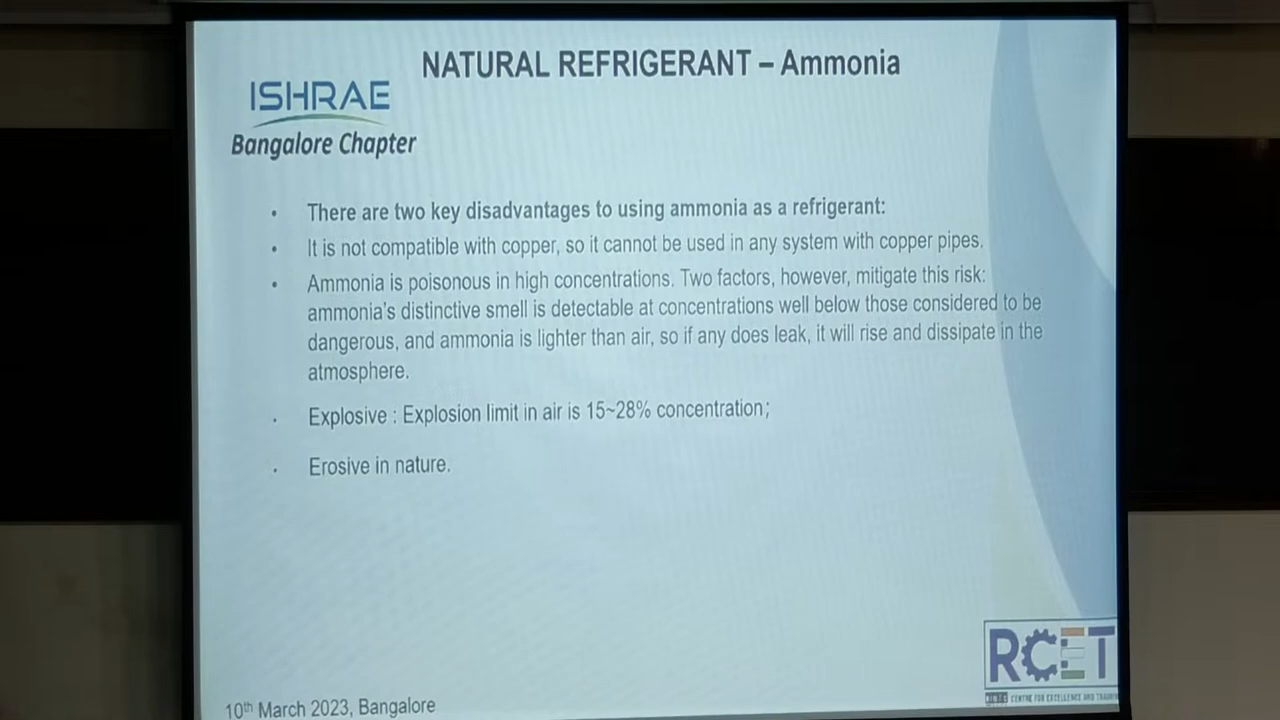 NATURAL REFRIGERANT – Ammonia
ISHRAE
Bangalore Chapter
• There are two key disadvantages to using ammonia as a refrigerant:
• It is not compatible with copper, so it cannot be used in any system with copper pipes.
• Ammonia is poisonous in high concentrations. Two factors, however, mitigate this risk:
ammonia's distinctive smell is detectable at concentrations well below those considered to be
dangerous, and ammonia is lighter than air, so if any does leak, it will rise and dissipate in the
atmosphere.
• Explosive : Explosion limit in air is 15~28% concentration;
• Erosive in nature.
RCET
CENTRE FOR EXCELLENCE AND TRAINING
10th March 2023, Bangalore